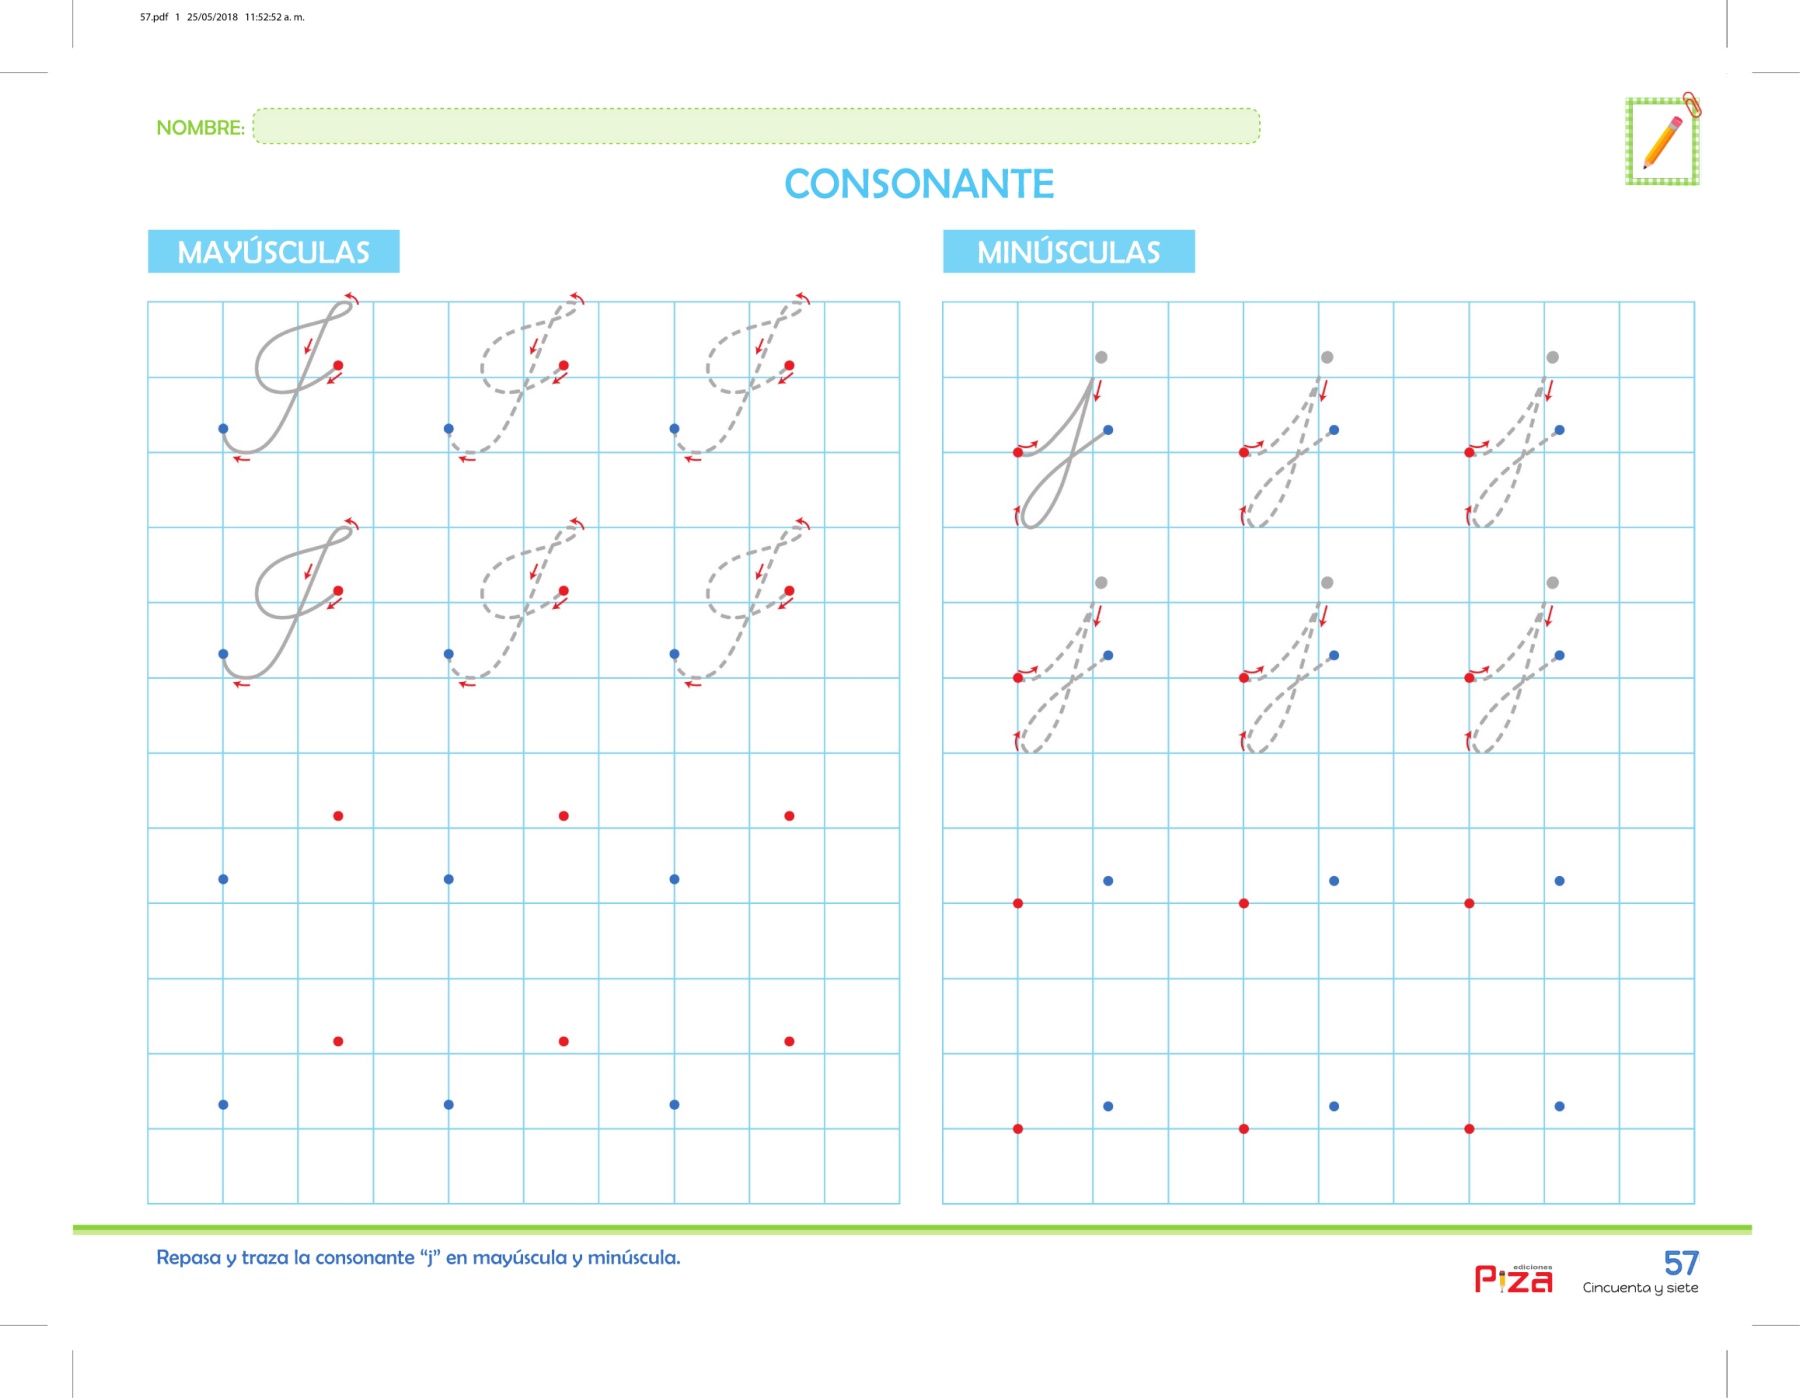 57.pdf 1 25/05/2018 11:52:52 a. m.
NOMBRE:
CONSONANTE
MAYÚSCULAS
MINÚSCULAS
J J J
j j j
J J J
j j j
Repasa y traza la consonante “j” en mayúscula y minúscula.
ediciones
Piza
57
Cincuenta y siete